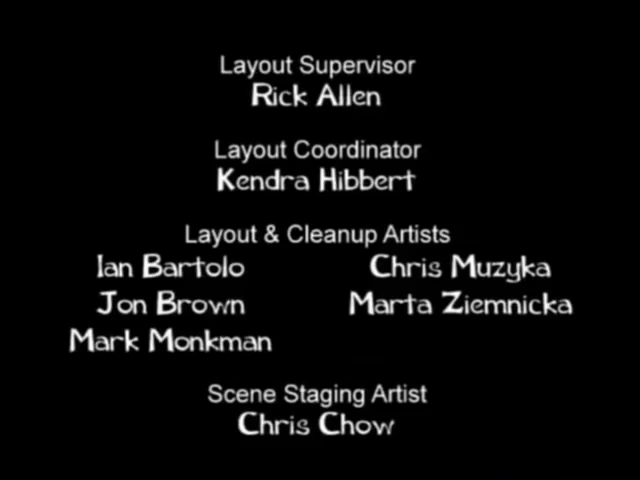 Layout Supervisor
Rick Allen
Layout Coordinator
Kendra Hibbert
Layout & Cleanup Artists
Ian Bartolo Chris Muzyka
Jon Brown Marta Ziemnicka
Mark Monkman
Scene Staging Artist
Chris Chow